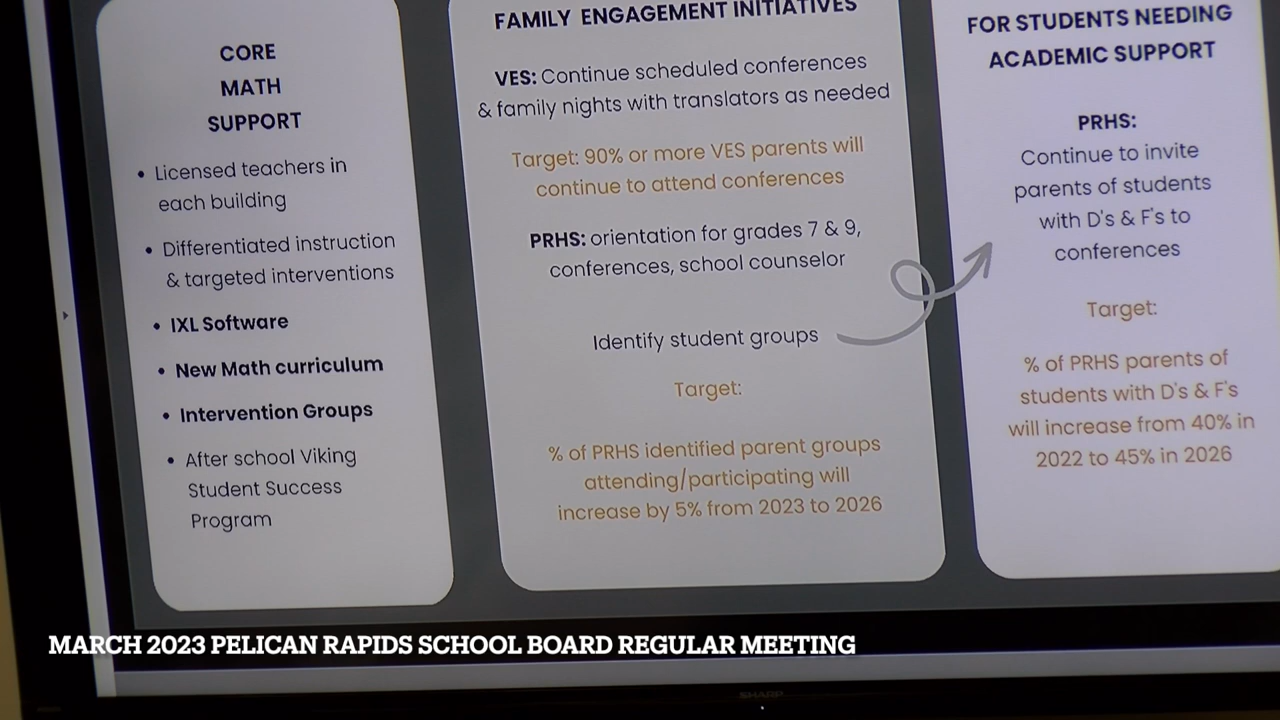 CORE
MATH
SUPPORT
• Licensed teachers in
each building
• Differentiated instruction
& targeted interventions
• IXL Software
• New Math curriculum
• Intervention Groups
• After school Viking
Student Success
Program
FAMILY ENGAGEMENT INITIATIVES
VES: Continue scheduled conferences
& family nights with translators as needed
Target: 90% or more VES parents will
continue to attend conferences
PRHS: orientation for grades 7 & 9,
conferences, school counselor
Identify student groups
Target:
% of PRHS identified parent groups
attending/participating will
increase by 5% from 2023 to 2026
FOR STUDENTS NEEDING
ACADEMIC SUPPORT
PRHS:
Continue to invite
parents of students
with D's & F's to
conferences
Target:
% of PRHS parents of
students with D's & F's
will increase from 40% in
2022 to 45% in 2026
MARCH 2023 PELICAN RAPIDS SCHOOL BOARD REGULAR MEETING
SHARP